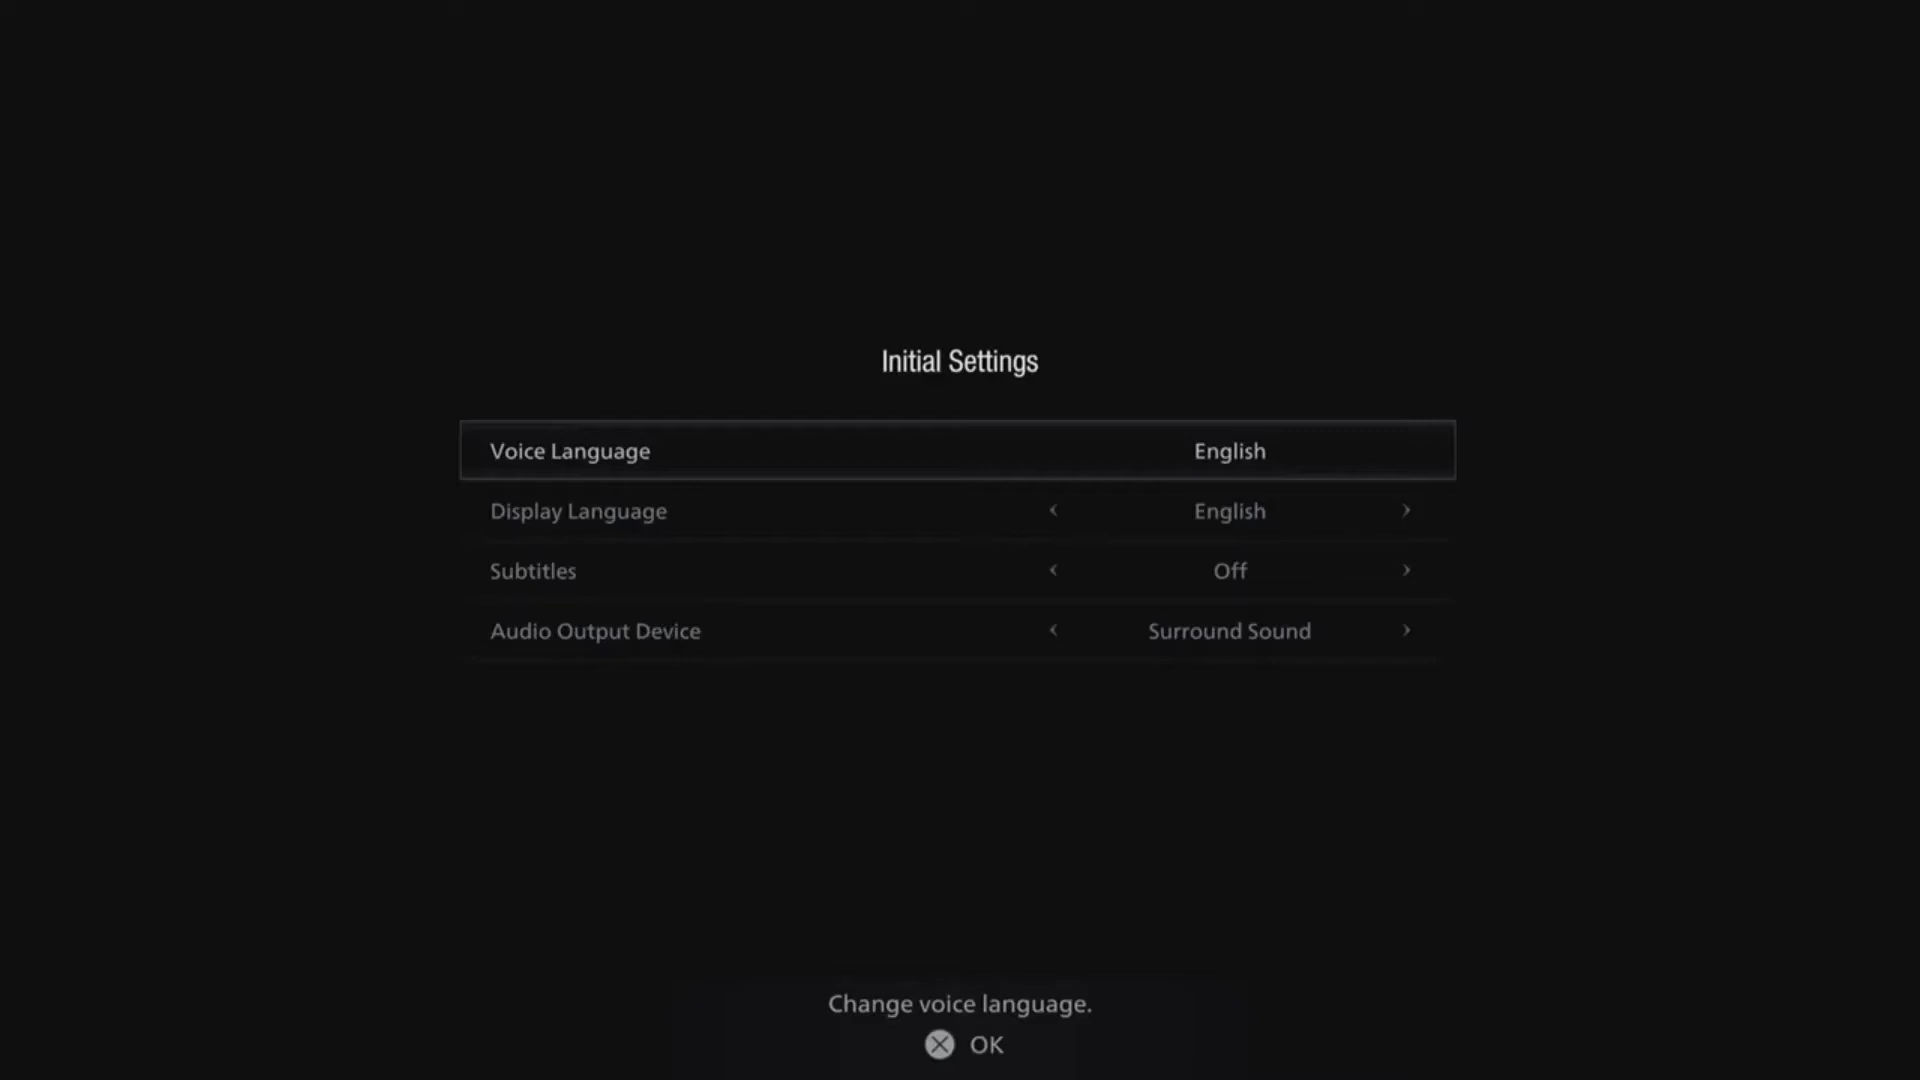 Initial Settings
Voice Language English
Display Language ‹ English ›
Subtitles ‹ Off ›
Audio Output Device ‹ Surround Sound ›
Change voice language.
OK